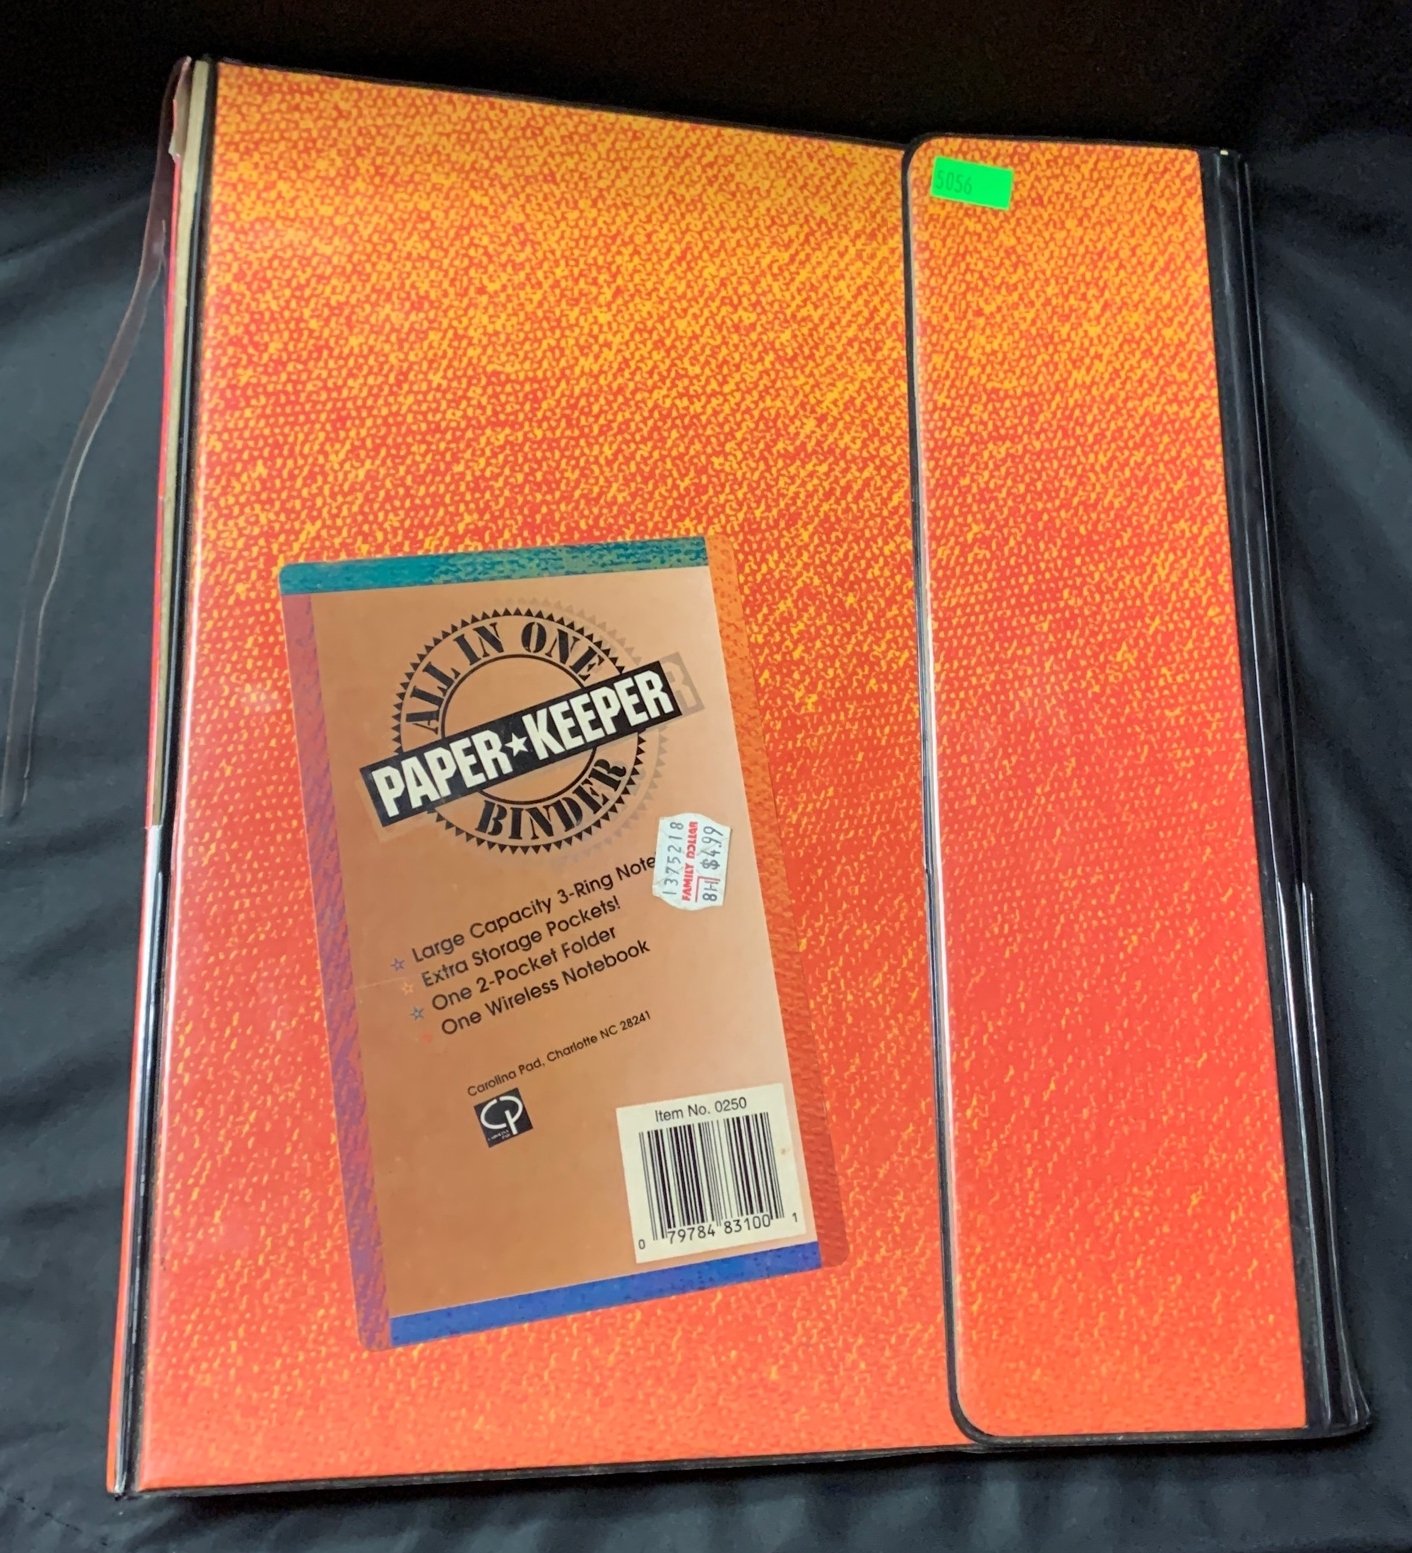 5056
ALL IN ONE
PAPER★KEEPER
BINDER
1375218
FAMILY DOLLAR
8H $4.99
☆ Large Capacity 3-Ring Note
☆ Extra Storage Pockets!
☆ One 2-Pocket Folder
One Wireless Notebook
Carolina Pad, Charlotte NC 28241
CP
Item No. 0250
0 79784 83100 1